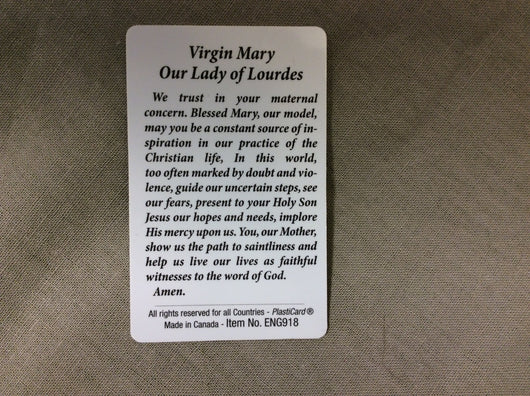 Virgin Mary
Our Lady of Lourdes
We trust in your maternal
concern. Blessed Mary, our model,
may you be a constant source of in-
spiration in our practice of the
Christian life, In this world,
too often marked by doubt and vio-
lence, guide our uncertain steps, see
our fears, present to your Holy Son
Jesus our hopes and needs, implore
His mercy upon us. You, our Mother,
show us the path to saintliness and
help us live our lives as faithful
witnesses to the word of God.
Amen.
All rights reserved for all Countries - PlastiCard ®
Made in Canada - Item No. ENG918